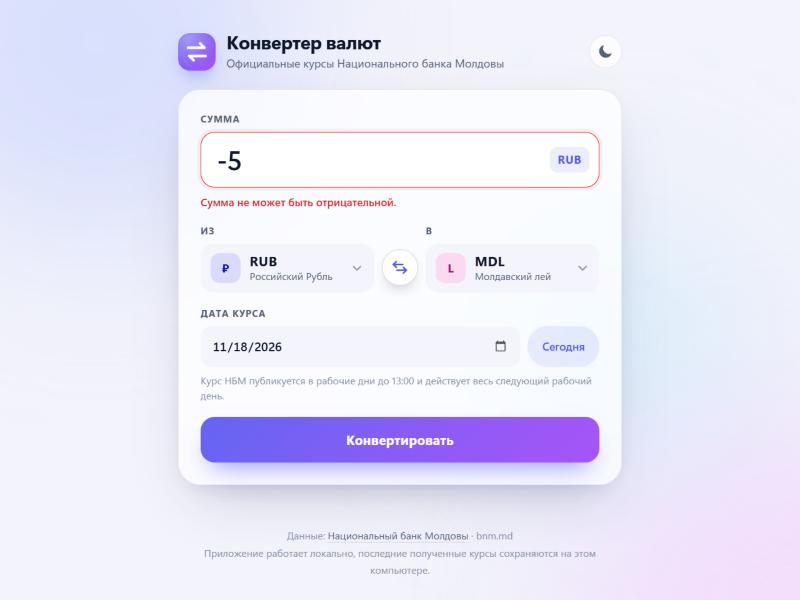 Конвертер валют
Официальные курсы Национального банка Молдовы
СУММА
-5
RUB
Сумма не может быть отрицательной.
ИЗ
В
₽
RUB
Российский Рубль
L
MDL
Молдавский лей
ДАТА КУРСА
11/18/2026
Сегодня
Курс НБМ публикуется в рабочие дни до 13:00 и действует весь следующий рабочий
день.
Конвертировать
Данные: Национальный банк Молдовы · bnm.md
Приложение работает локально, последние полученные курсы сохраняются на этом
компьютере.